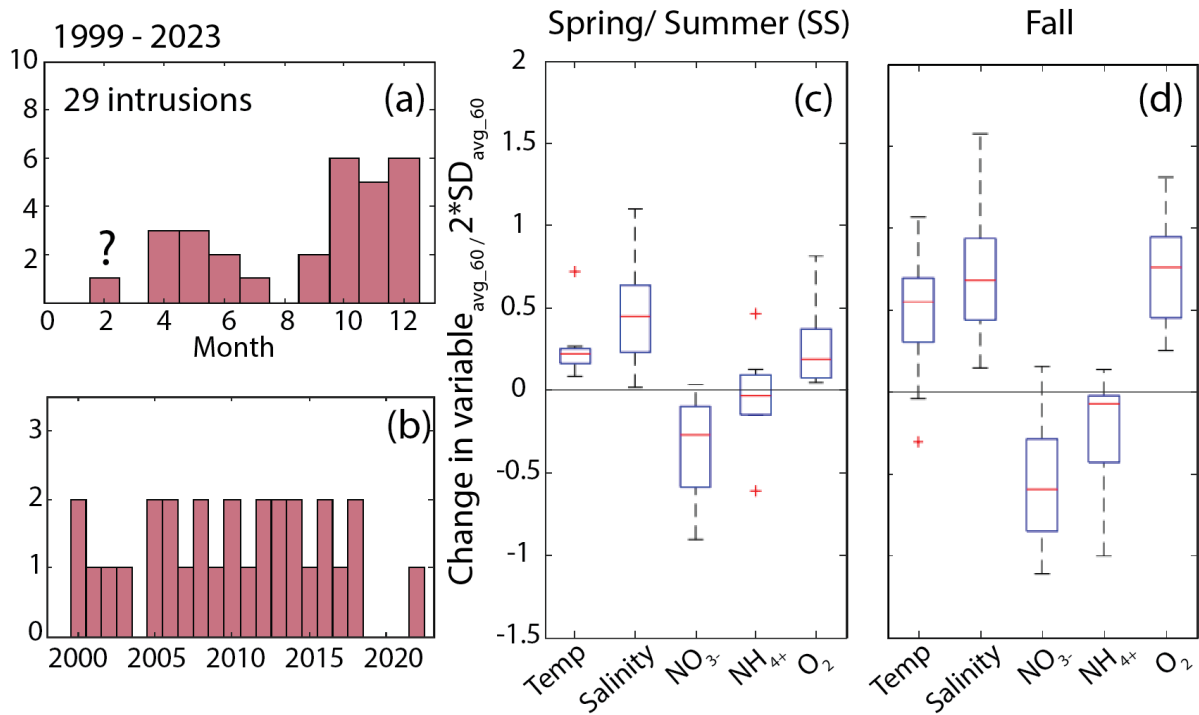 1999 - 2023
29 intrusions
(a)
?
10
8
6
4
2
0 2 4 6 8 10 12
Month
(b)
3
2
1
0
2000 2005 2010 2015 2020
Change in variable avg_60 / 2*SD avg_60
Spring/ Summer (SS)
(c)
2
1.5
1
0.5
0
-0.5
-1
-1.5
Temp Salinity NO3- NH4+ O2
Fall
(d)
Temp Salinity NO3- NH4+ O2